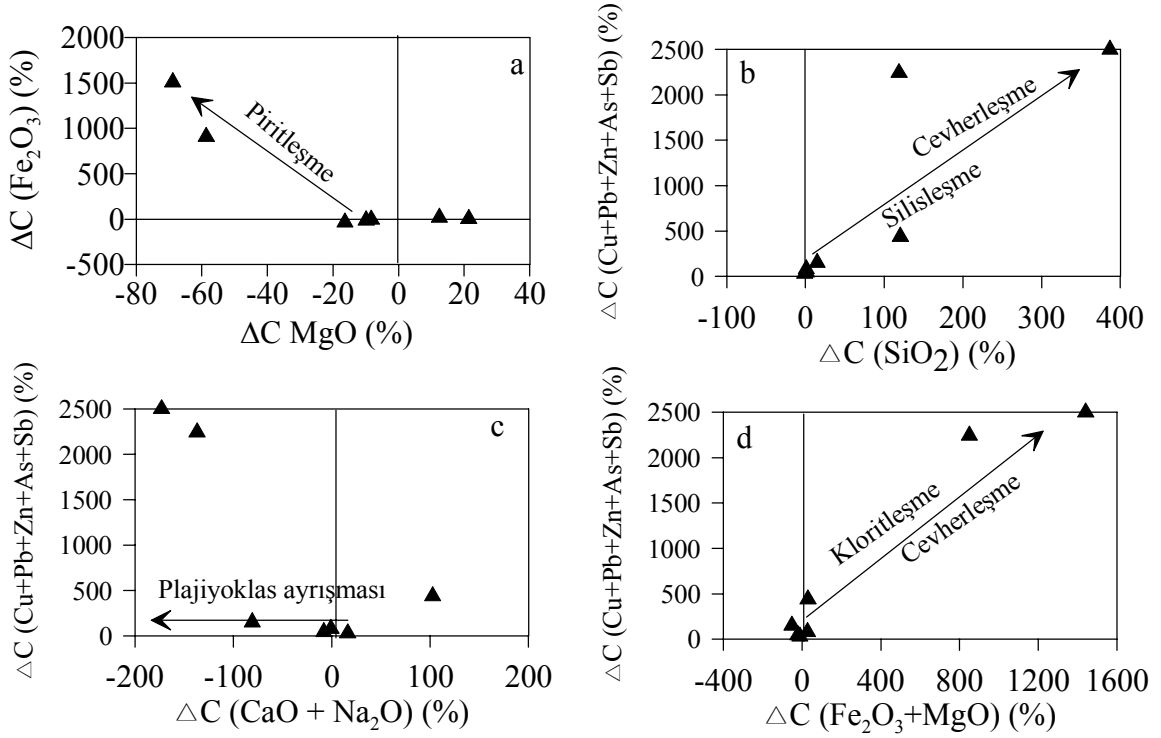 a
ΔC (Fe₂O₃) (%)
2000
1500
1000
500
0
-500
Piritleşme
-80 -60 -40 -20 0 20 40
ΔC MgO (%)
b
△C (Cu+Pb+Zn+As+Sb) (%)
2500
2000
1500
1000
500
0
Cevherleşme
Silisleşme
-100 0 100 200 300 400
△C (SiO₂) (%)
c
△C (Cu+Pb+Zn+As+Sb) (%)
2500
2000
1500
1000
500
0
Plajiyoklas ayrışması
-200 -100 0 100 200
△C (CaO + Na₂O) (%)
d
△C (Cu+Pb+Zn+As+Sb) (%)
2500
2000
1500
1000
500
0
Kloritleşme
Cevherleşme
-400 0 400 800 1200 1600
△C (Fe₂O₃+MgO) (%)